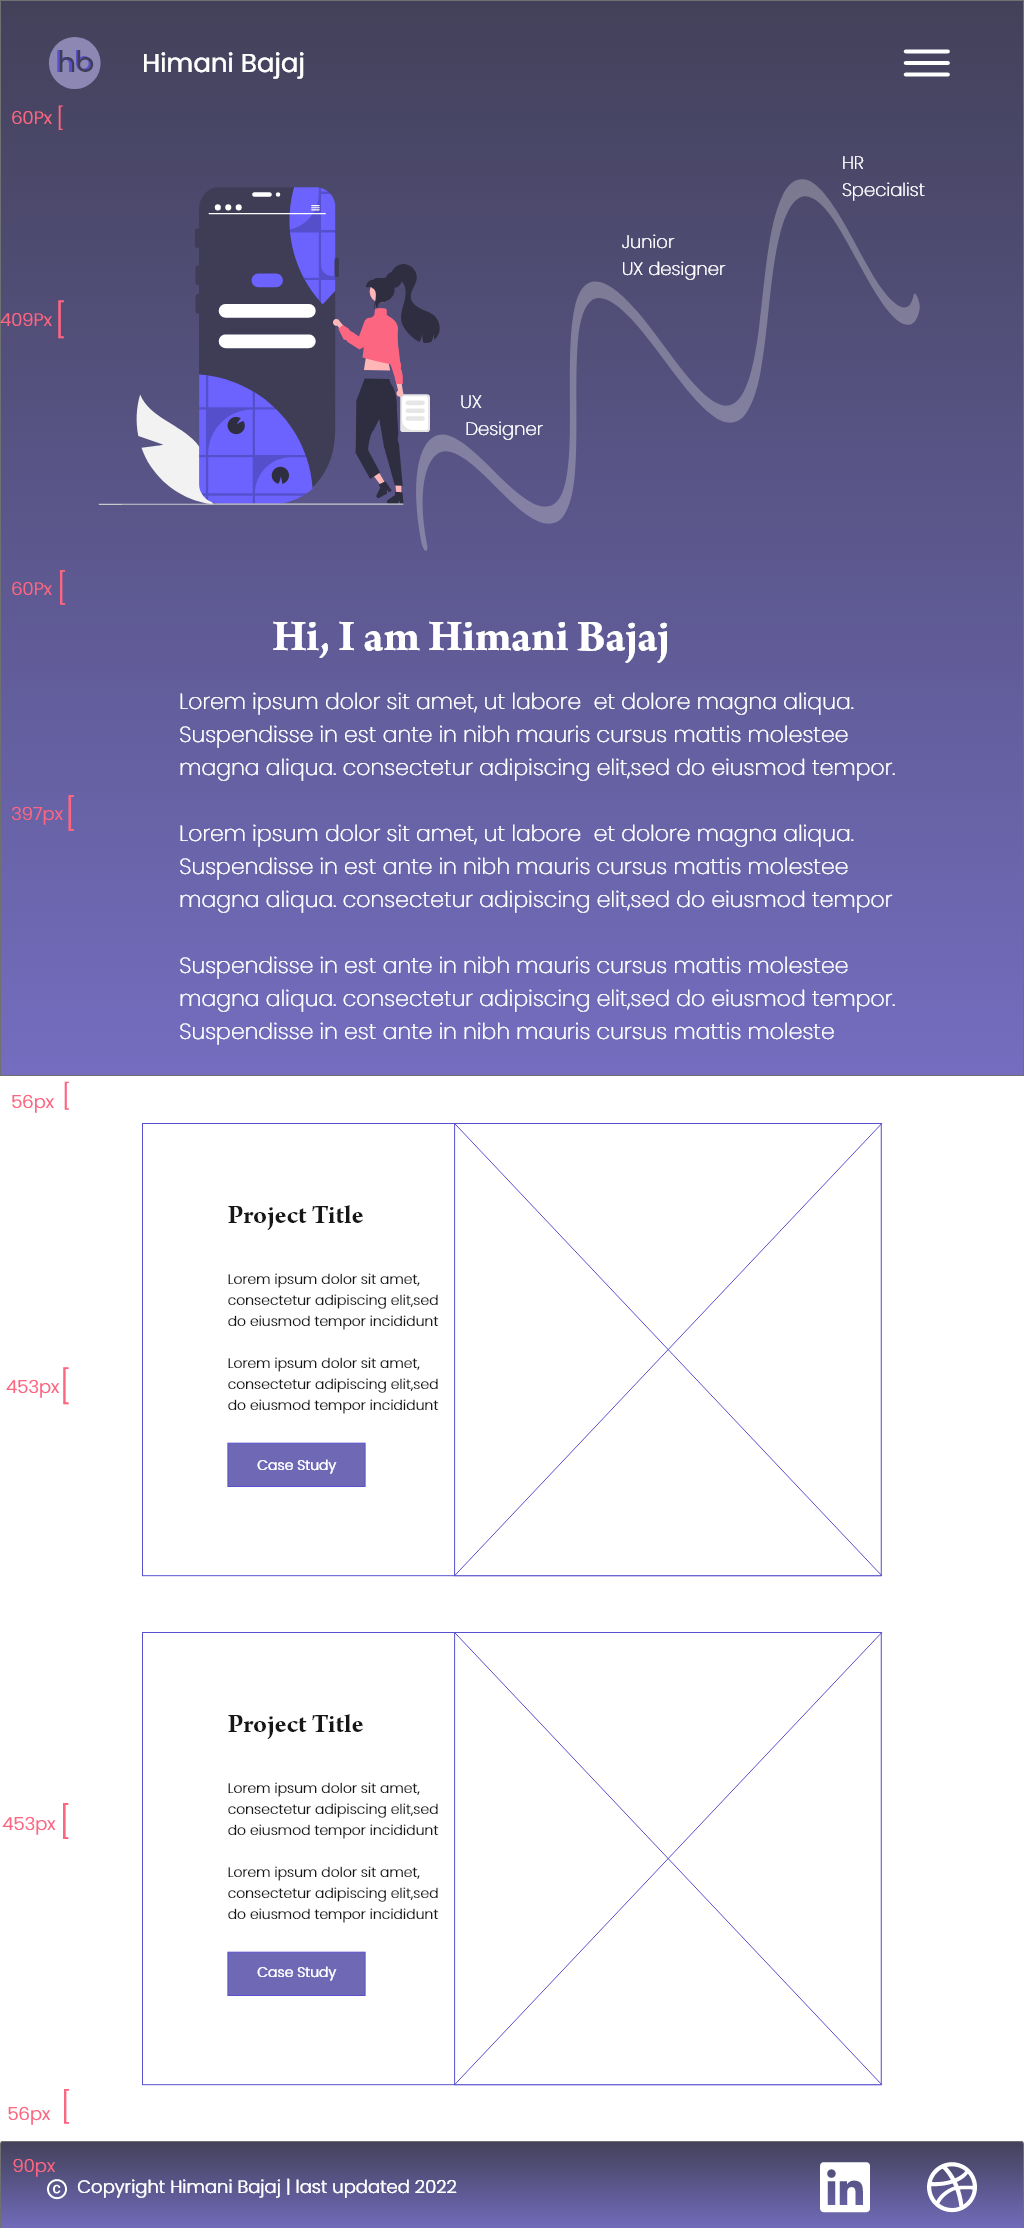 hb
Himani Bajaj
60Px
HR
Specialist
Junior
UX designer
409Px
UX
Designer
60Px
Hi, I am Himani Bajaj
Lorem ipsum dolor sit amet, ut labore  et dolore magna aliqua.
Suspendisse in est ante in nibh mauris cursus mattis molestee
magna aliqua. consectetur adipiscing elit,sed do eiusmod tempor.
397px
Lorem ipsum dolor sit amet, ut labore  et dolore magna aliqua.
Suspendisse in est ante in nibh mauris cursus mattis molestee
magna aliqua. consectetur adipiscing elit,sed do eiusmod tempor
Suspendisse in est ante in nibh mauris cursus mattis molestee
magna aliqua. consectetur adipiscing elit,sed do eiusmod tempor.
Suspendisse in est ante in nibh mauris cursus mattis moleste
56px
Project Title
Lorem ipsum dolor sit amet,
consectetur adipiscing elit,sed
do eiusmod tempor incididunt
Lorem ipsum dolor sit amet,
consectetur adipiscing elit,sed
do eiusmod tempor incididunt
453px
Case Study
Project Title
Lorem ipsum dolor sit amet,
consectetur adipiscing elit,sed
do eiusmod tempor incididunt
453px
Lorem ipsum dolor sit amet,
consectetur adipiscing elit,sed
do eiusmod tempor incididunt
Case Study
56px
90px
© Copyright Himani Bajaj | last updated 2022
in